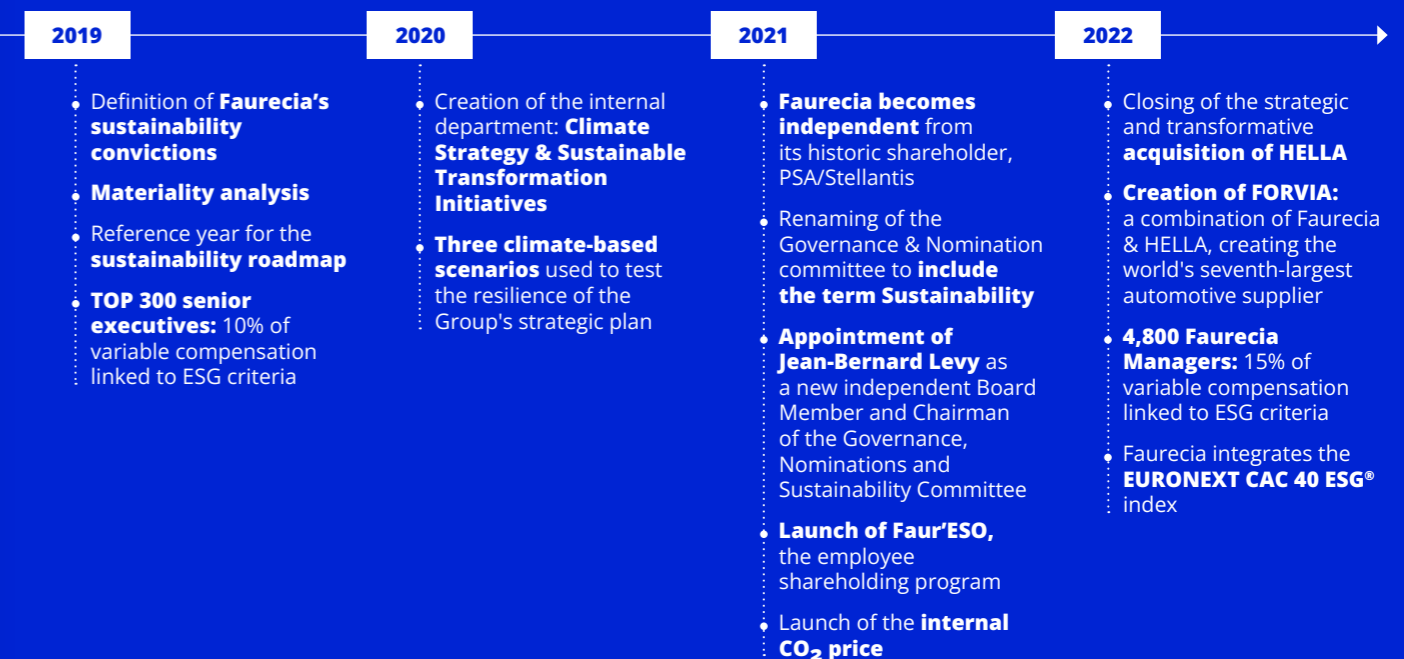 2019
Definition of Faurecia’s
sustainability
convictions
Materiality analysis
Reference year for the
sustainability roadmap
TOP 300 senior
executives: 10% of
variable compensation
linked to ESG criteria
2020
Creation of the internal
department: Climate
Strategy & Sustainable
Transformation
Initiatives
Three climate-based
scenarios used to test
the resilience of the
Group's strategic plan
2021
Faurecia becomes
independent from
its historic shareholder,
PSA/Stellantis
Renaming of the
Governance & Nomination
committee to include
the term Sustainability
Appointment of
Jean-Bernard Levy as
a new independent Board
Member and Chairman
of the Governance,
Nominations and
Sustainability Committee
Launch of Faur’ESO,
the employee
shareholding program
Launch of the internal
CO₂ price
2022
Closing of the strategic
and transformative
acquisition of HELLA
Creation of FORVIA:
a combination of Faurecia
& HELLA, creating the
world's seventh-largest
automotive supplier
4,800 Faurecia
Managers: 15% of
variable compensation
linked to ESG criteria
Faurecia integrates the
EURONEXT CAC 40 ESG®
index